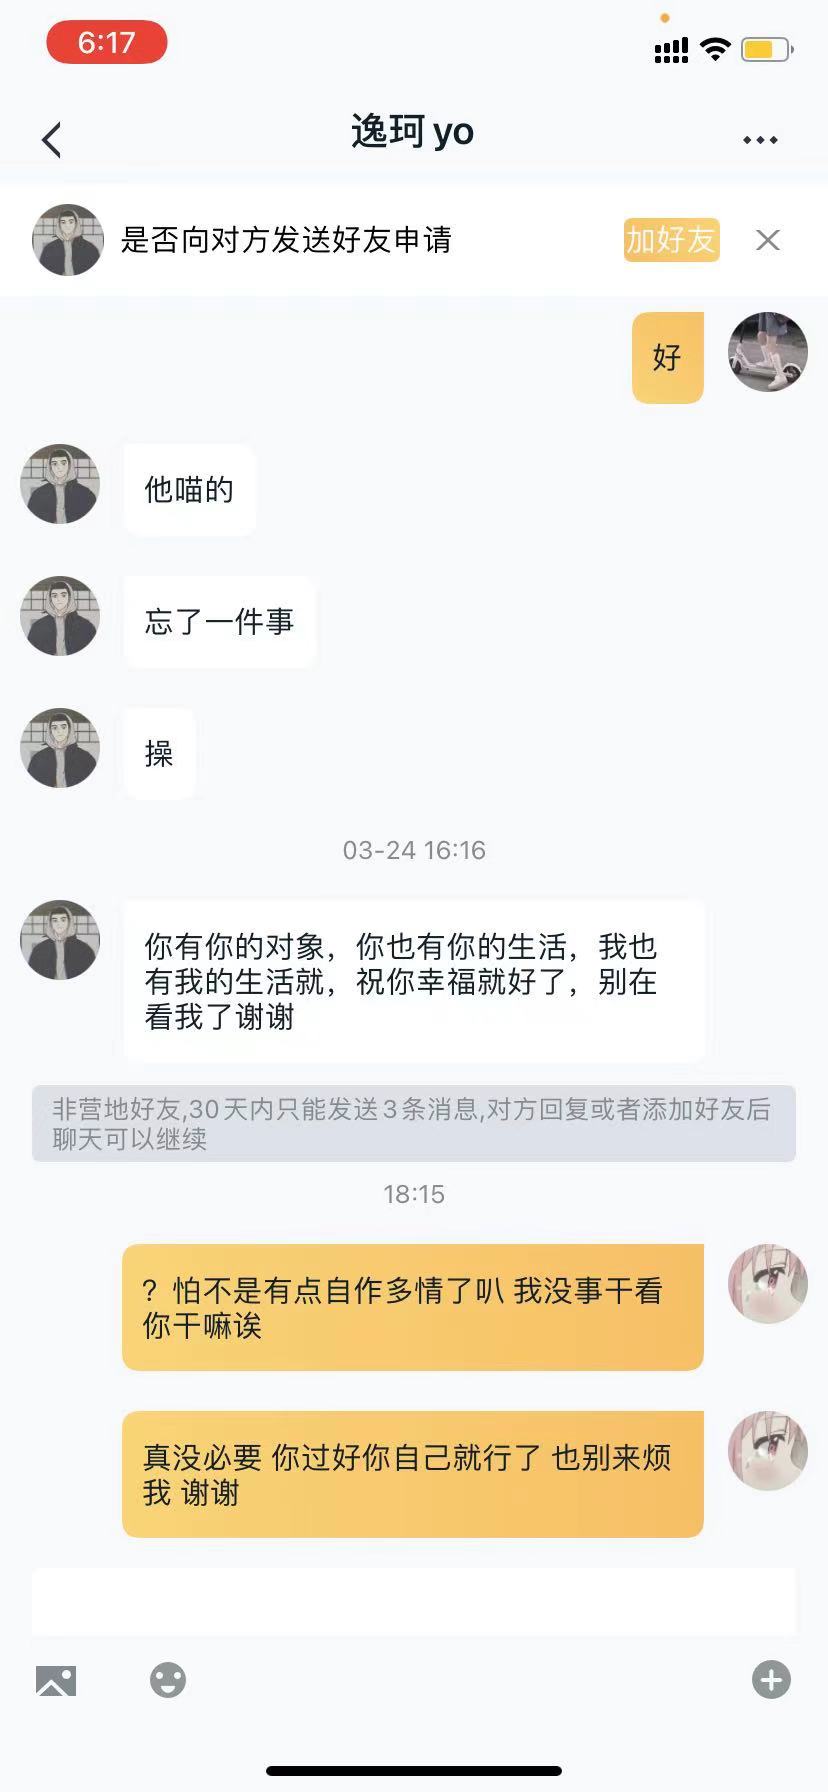 6:17
逸珂yo
是否向对方发送好友申请
加好友
好
他喵的
忘了一件事
操
03-24 16:16
你有你的对象，你也有你的生活，我也
有我的生活就，祝你幸福就好了，别在
看我了谢谢
非营地好友,30天内只能发送3条消息,对方回复或者添加好友后
聊天可以继续
18:15
？怕不是有点自作多情了叭 我没事干看
你干嘛诶
真没必要 你过好你自己就行了 也别来烦
我 谢谢